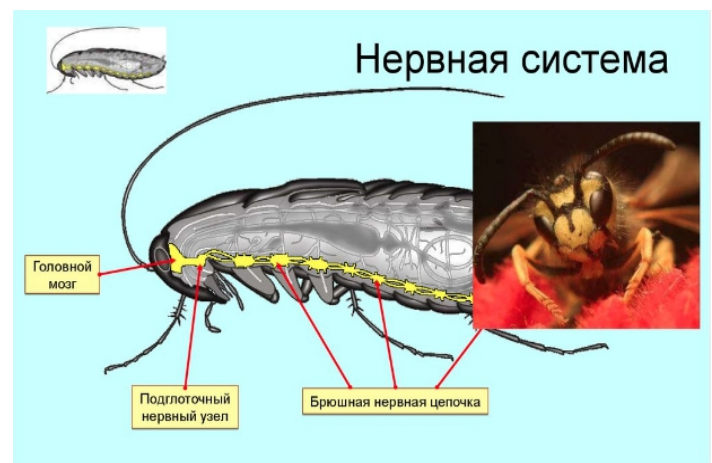 Нервная система
Головной
мозг
Подглоточный
нервный узел
Брюшная нервная цепочка